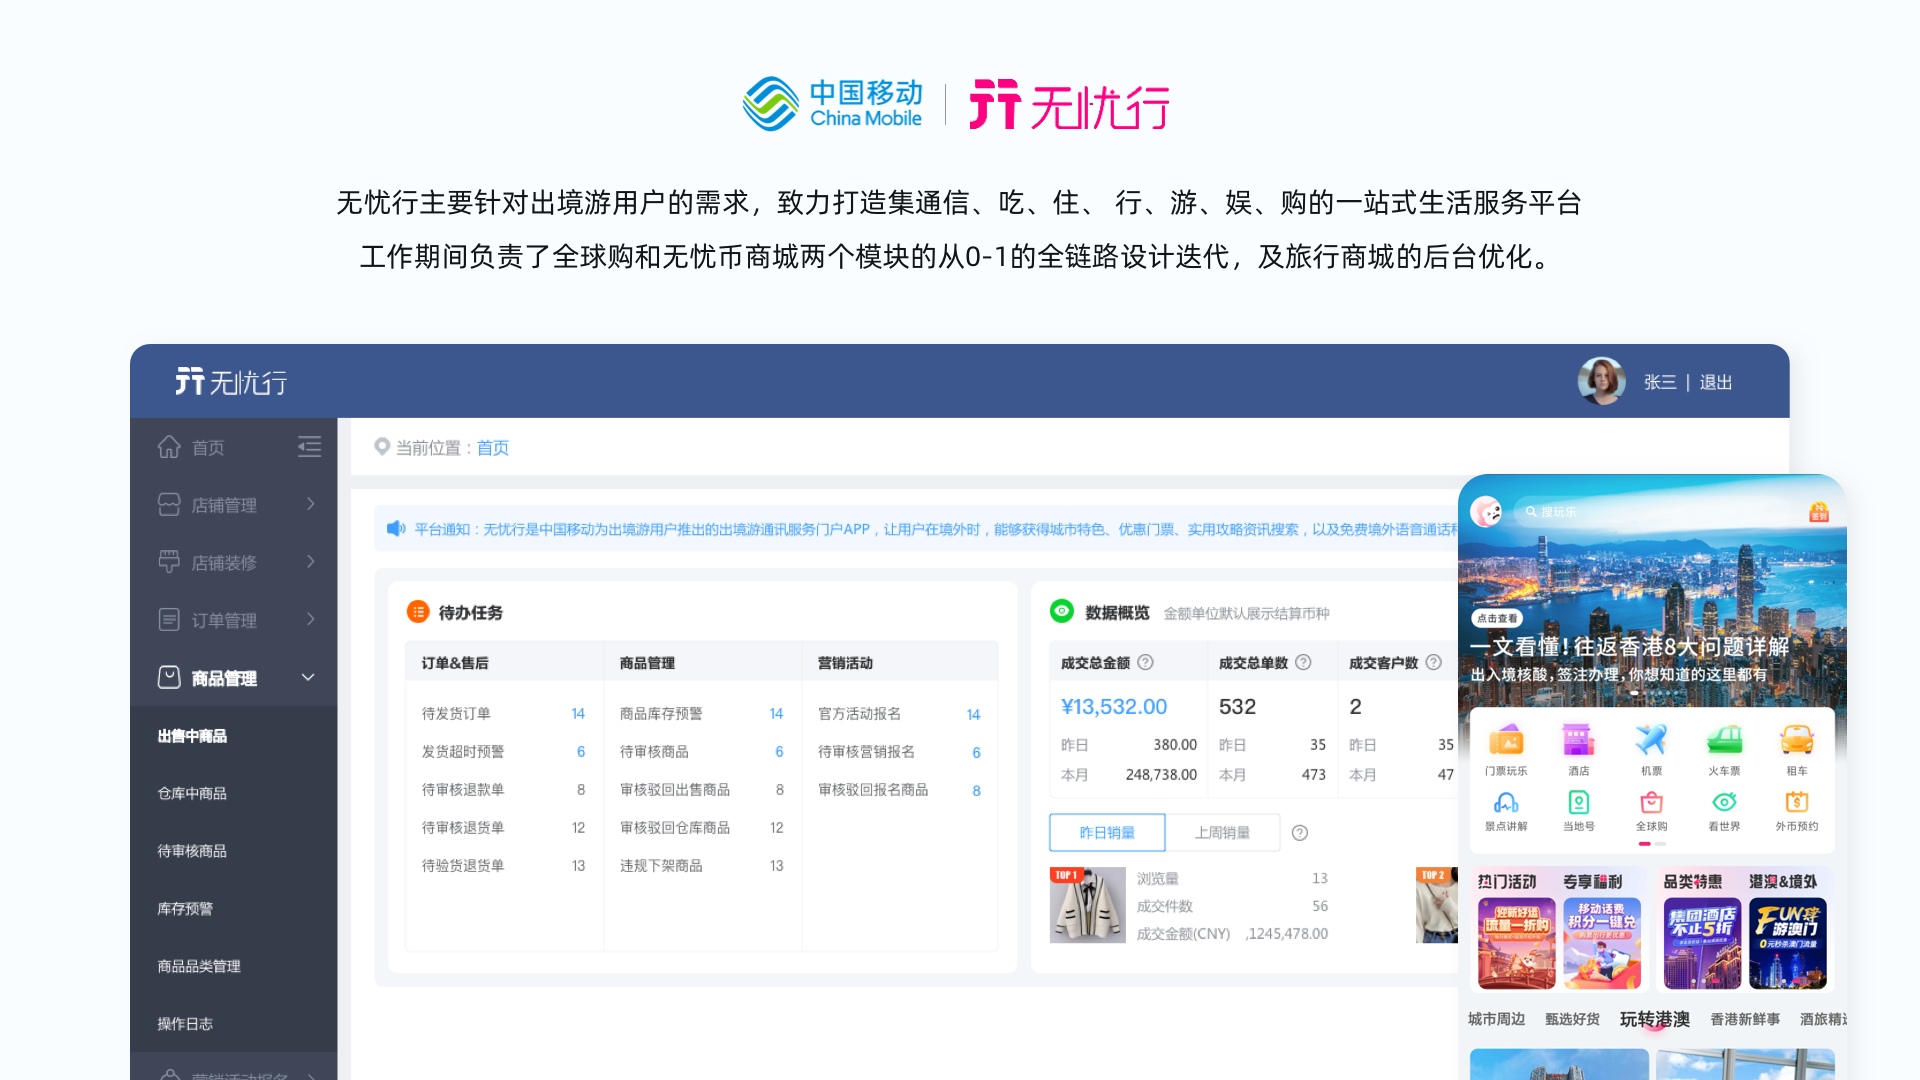 中国移动
China Mobile
无忧行
无忧行主要针对出境游用户的需求，致力打造集通信、吃、住、 行、游、娱、购的一站式生活服务平台
工作期间负责了全球购和无忧币商城两个模块的从0-1的全链路设计迭代，及旅行商城的后台优化。
无忧行
张三 | 退出
首页
店铺管理
店铺装修
订单管理
商品管理
出售中商品
仓库中商品
待审核商品
库存预警
商品品类管理
操作日志
营销活动报名
当前位置：首页
平台通知：无忧行是中国移动为出境游用户推出的出境游通讯服务门户APP，让用户在境外时，能够获得城市特色、优惠门票、实用攻略资讯搜索，以及免费境外语音通话
待办任务
订单&售后 商品管理 营销活动
待发货订单 14 商品库存预警 14 官方活动报名 14
发货超时预警 6 待审核商品 6 待审核营销报名 6
待审核退款单 8 审核驳回出售商品 8 审核驳回报名商品 8
待审核退货单 12 审核驳回仓库商品 12
待验货退货单 13 违规下架商品 13
数据概览 金额单位默认展示结算币种
成交总金额 成交总单数 成交客户数
¥13,532.00 532 2
昨日 380.00 昨日 35 昨日 35
本月 248,738.00 本月 473 本月 47
昨日销量 上周销量
TOP 1
浏览量 13
成交件数 56
成交金额(CNY) ,1245,478.00
TOP 2
搜玩乐
签到
点击查看
一文看懂！往返香港8大问题详解
出入境核酸，签注办理，你想知道的这里都有
门票玩乐 酒店 机票 火车票 租车
景点讲解 当地号 全球购 看世界 外币预约
热门活动 专享福利 品类特惠 港澳&境外
迎新好运
流量一折购
移动话费
积分一键兑
集团酒店
不止5折
FUN肆
游澳门
0元秒杀澳门流量
城市周边 甄选好货 玩转港澳 香港新鲜事 酒旅精